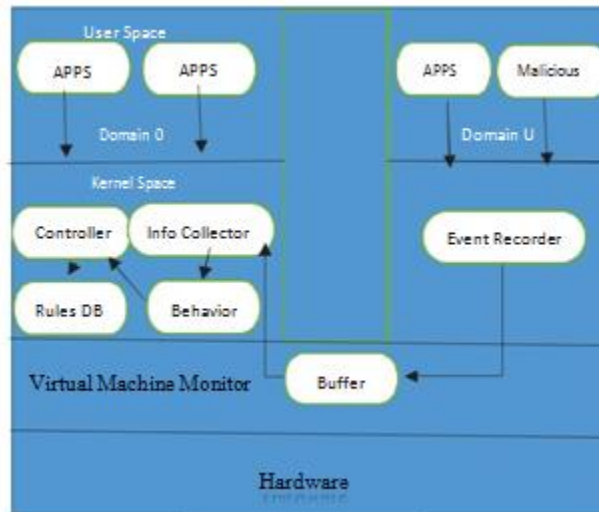 User Space
APPS
APPS
APPS
Malicious
Domain 0
Domain U
Kernel Space
Controller
Info Collector
Event Recorder
Rules DB
Behavior
Virtual Machine Monitor
Buffer
Hardware